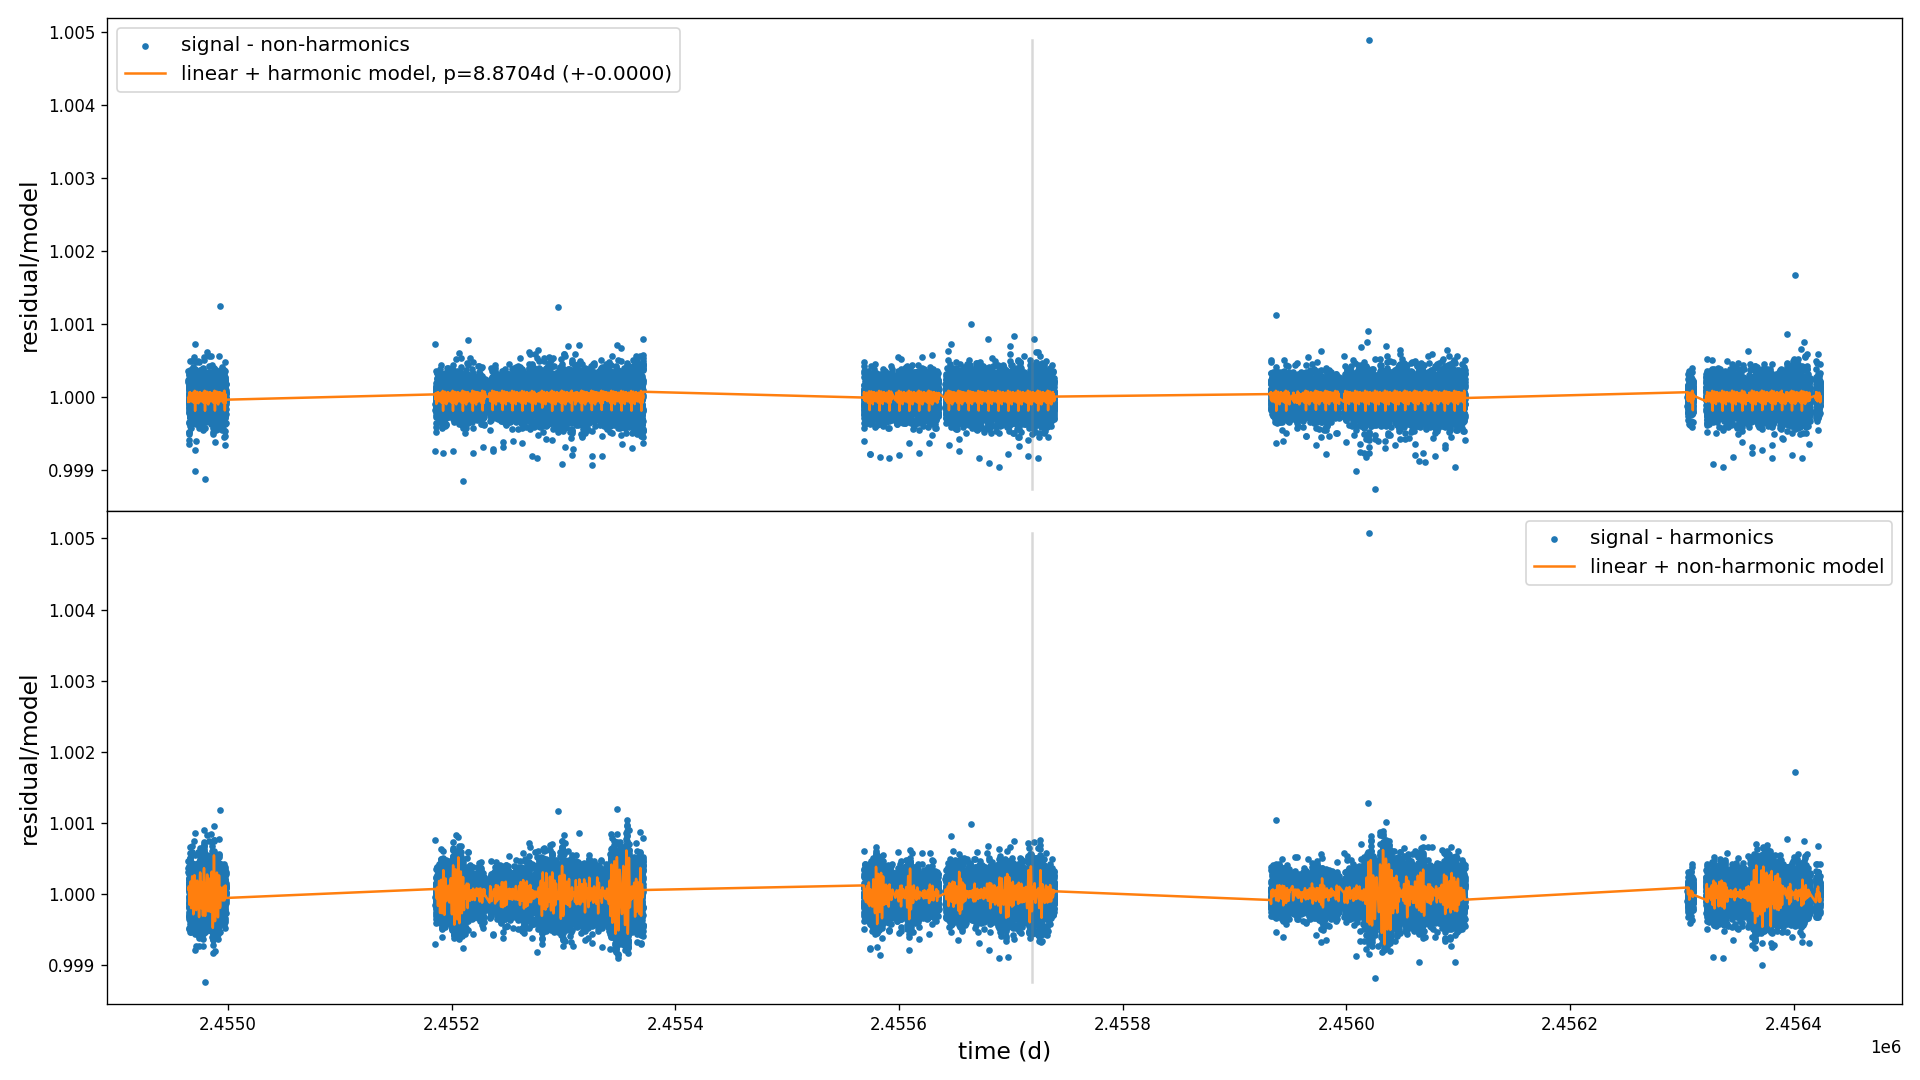 1.005
1.004
1.003
1.002
1.001
1.000
0.999
residual/model
signal - non-harmonics
linear + harmonic model, p=8.8704d (+-0.0000)
1.005
1.004
1.003
1.002
1.001
1.000
0.999
residual/model
signal - harmonics
linear + non-harmonic model
2.4550
2.4552
2.4554
2.4556
2.4558
2.4560
2.4562
2.4564
1e6
time (d)